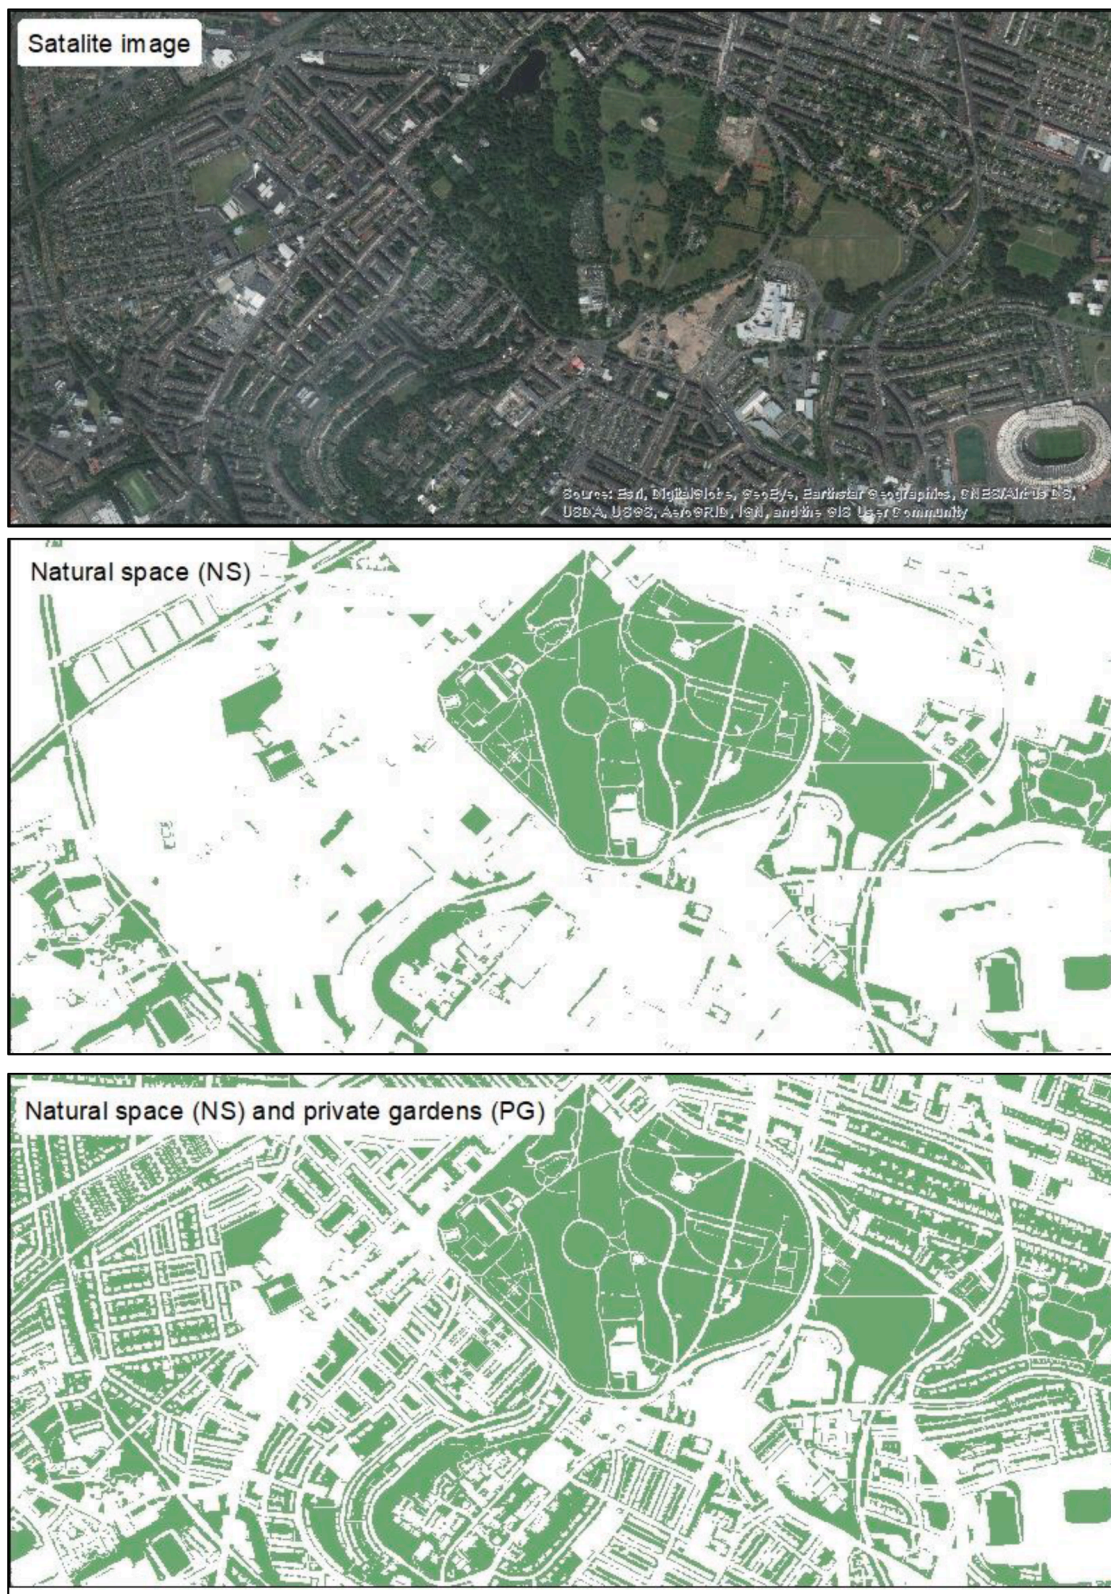 Satalite image
Source: Esri, DigitalGlobe, GeoEye, Earthstar Geographics, CNES/Airbus DS,
USDA, USGS, AeroGRID, IGN, and the GIS User Community
Natural space (NS)
Natural space (NS) and private gardens (PG)